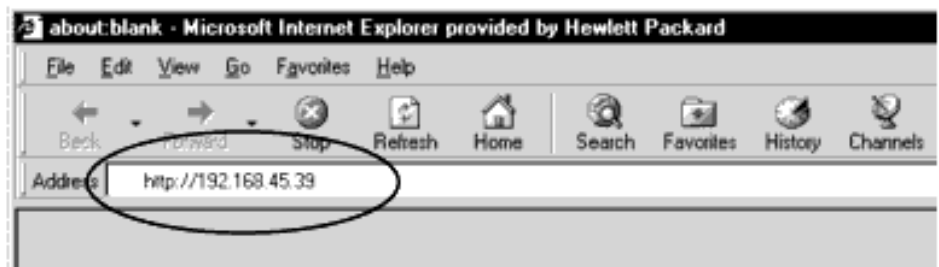 about:blank - Microsoft Internet Explorer provided by Hewlett Packard
File Edit View Go Favorites Help
Back Forward Stop Refresh Home Search Favorites History Channels
Address http://192.168.45.39